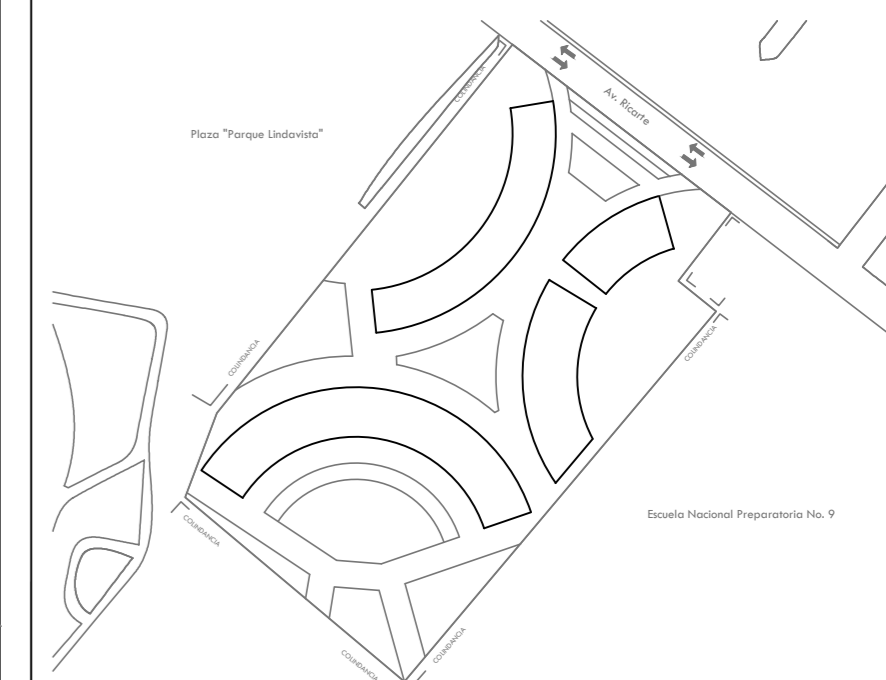 COLINDANCIA
Av. Ricarte
Plaza "Parque Lindavista"
COLINDANCIA
COLINDANCIA
Escuela Nacional Preparatoria No. 9
COLINDANCIA
COLINDANCIA
COLINDANCIA